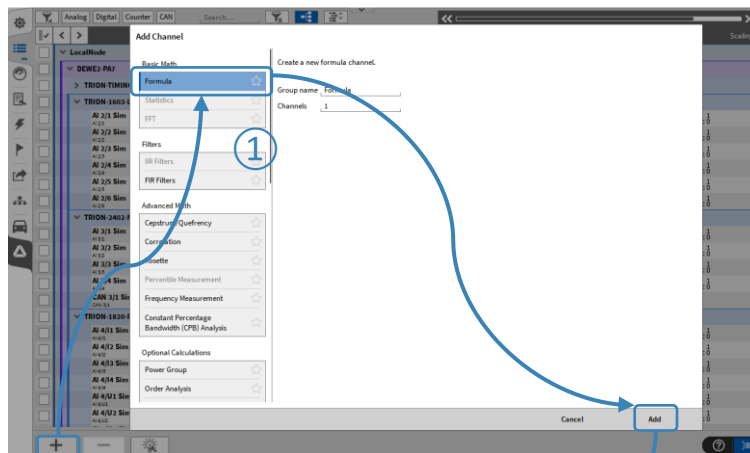 Analog Digital Counter CAN Search...
Scalin
LocalNode
DEWE2-PA7
TRION-TIMIN
TRION-1603-L
AI 2/1 Sim
AI 2/2 Sim
AI 2/3 Sim
AI 2/4 Sim
AI 2/5 Sim
AI 2/6 Sim
TRION-2402-
AI 3/1 Sim
AI 3/2 Sim
AI 3/3 Sim
AI 3/4 Sim
CAN 3/1 Si
TRION-1820-
AI 4/I1 Sim
AI 4/I2 Sim
AI 4/I3 Sim
AI 4/I4 Sim
AI 4/U1 Sim
AI 4/U2 Sim
Add Channel
Basic Math
Formula
Statistics
FFT
Filters
IIR Filters
FIR Filters
Advanced Math
Cepstrum/Quefrency
Correlation
Rosette
Percentile Measurement
Frequency Measurement
Constant Percentage
Bandwidth (CPB) Analysis
Optional Calculations
Power Group
Order Analysis
Create a new formula channel.
Group name Formula
Channels 1
1
Cancel Add